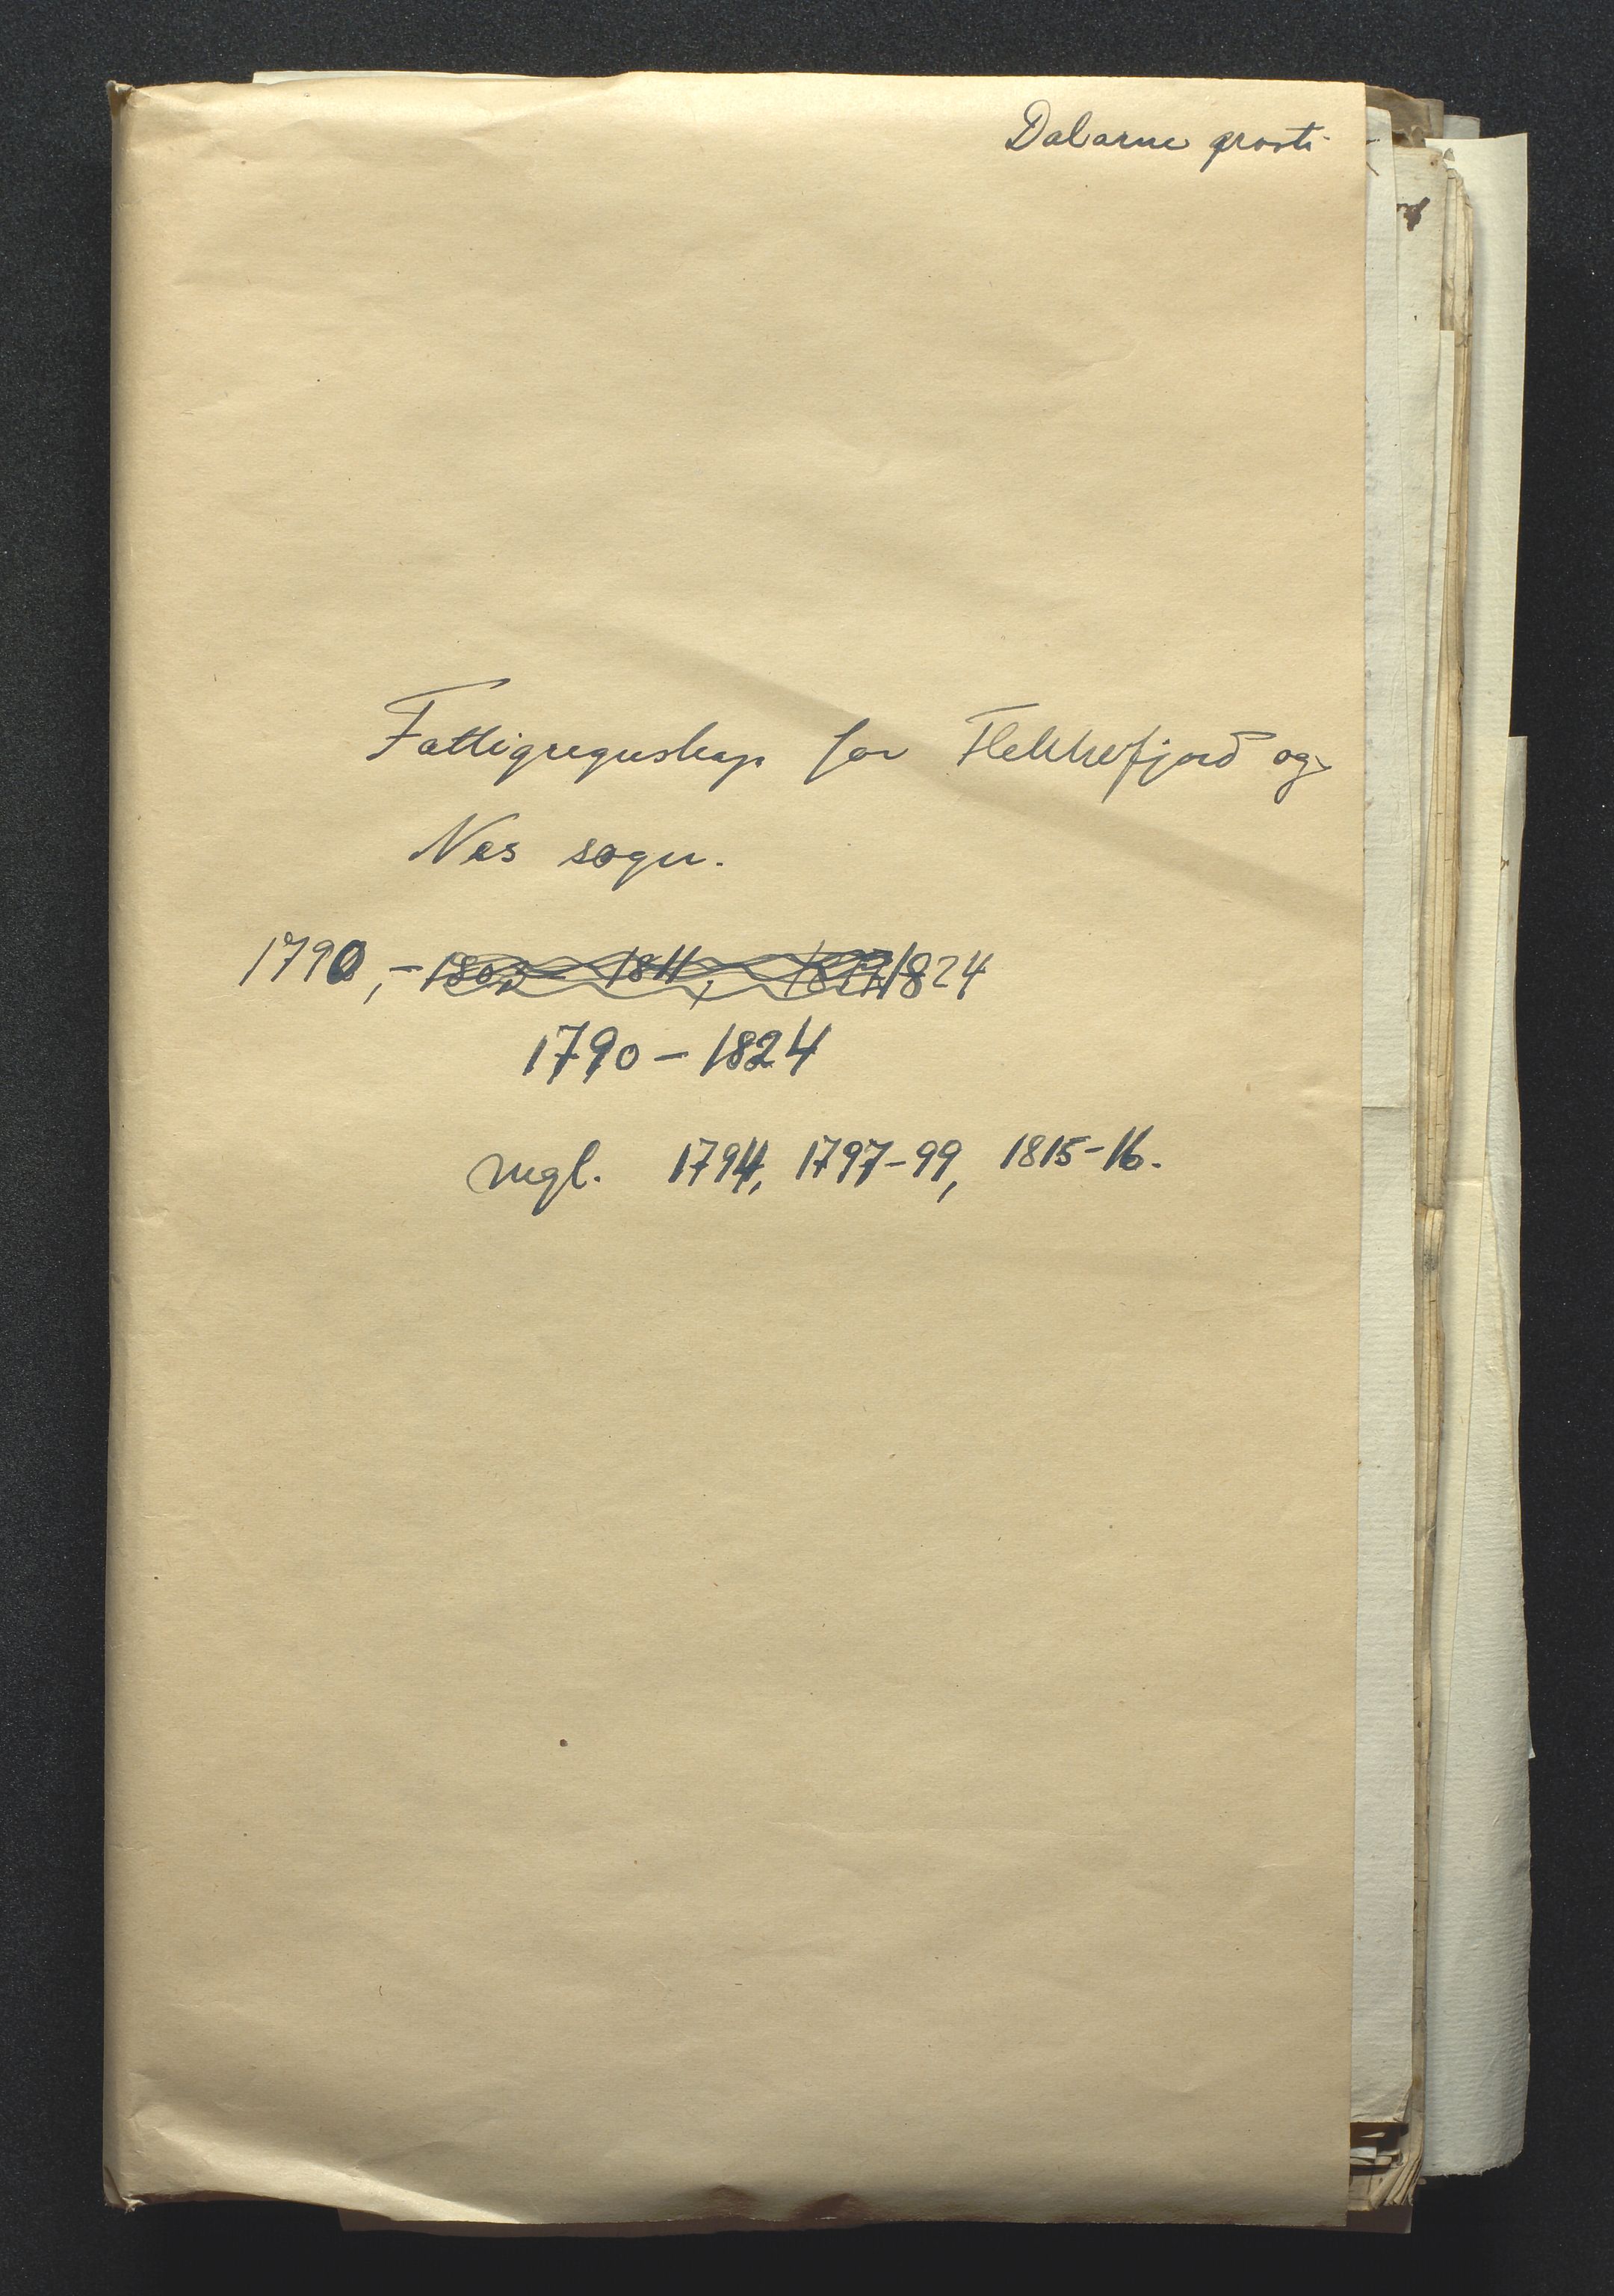 Dalarne prosti
Fattigregnskap for Flekkefjord og
Nes sogn.
1790,- 1824
1790 - 1824
mgl. 1794, 1797-99, 1815-16.